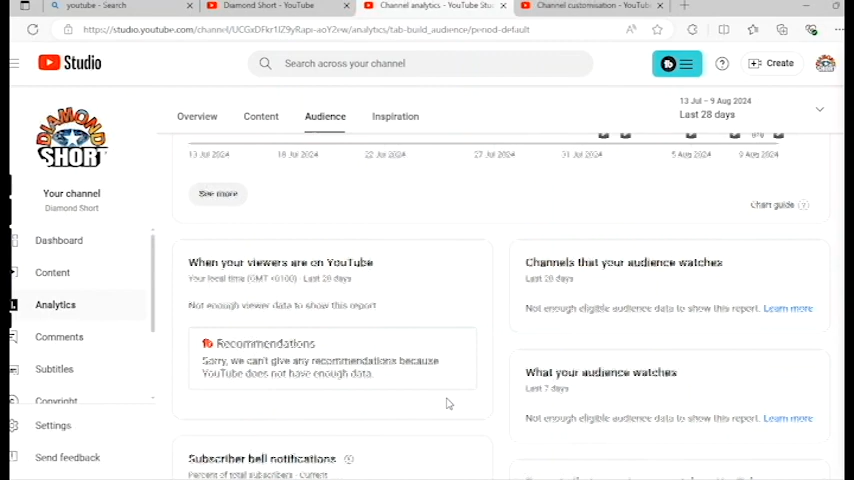 youtube - Search
Diamond Short - YouTube
Channel analytics - YouTube Stu
Channel customisation - YouTub
Studio
Search across your channel
Create
DIAMOND
SHORT
Overview
Content
Audience
Inspiration
13 Jul – 9 Aug 2024
Last 28 days
13 Jul 2024
18 Jul 2024
22 Jul 2024
27 Jul 2024
31 Jul 2024
5 Aug 2024
9 Aug 2024
See more
Chart guide
Your channel
Diamond Short
Dashboard
Content
Analytics
Comments
Subtitles
Copyright
Settings
Send feedback
When your viewers are on YouTube
Your local time (GMT +0100) · Last 28 days
Not enough viewer data to show this report
Recommendations
Sorry, we can't give any recommendations because
YouTube does not have enough data.
Subscriber bell notifications
Percent of total subscribers · Current
Channels that your audience watches
Last 28 days
Not enough eligible audience data to show this report. Learn more
What your audience watches
Last 7 days
Not enough eligible audience data to show this report. Learn more